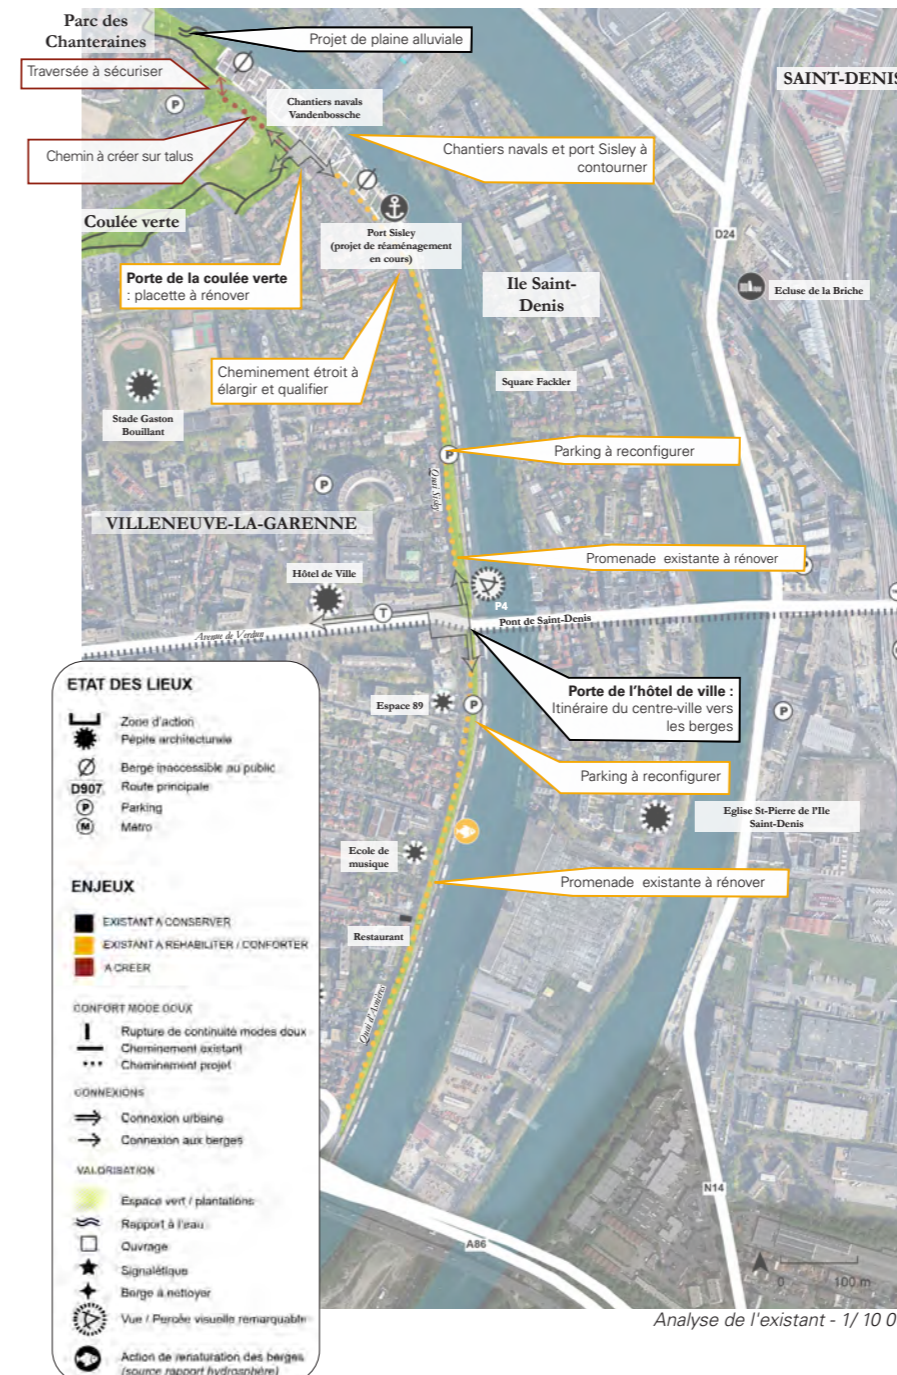 Parc des
Chanteraines
Projet de plaine alluviale
SAINT-DENIS
Traversée à sécuriser
P
Chantiers navals
Vandenbossche
Chemin à créer sur talus
Chantiers navals et port Sisley à
contourner
Coulée verte
Port Sisley
(projet de réaménagement
en cours)
D24
Porte de la coulée verte
: placette à rénover
Ile Saint-
Denis
Ecluse de la Briche
Cheminement étroit à
élargir et qualifier
Square Fackler
Stade Gaston
Bouillant
P
Parking à reconfigurer
P
Quai Sisley
VILLENEUVE-LA-GARENNE
Promenade existante à rénover
P
Hôtel de Ville
P4
T
Pont de Saint-Denis
Avenue de Verdun
Porte de l'hôtel de ville :
Itinéraire du centre-ville vers
les berges
Espace 89
P
P
Parking à reconfigurer
Eglise St-Pierre de l'Ile
Saint-Denis
Ecole de
musique
Promenade existante à rénover
Restaurant
Quai d'Asnières
N14
A86
0 100 m
ETAT DES LIEUX
Zone d'action
Pépite architecturale
Berge inaccessible au public
D907 Route principale
P Parking
M Métro
ENJEUX
EXISTANT A CONSERVER
EXISTANT A REHABILITER / CONFORTER
A CREER
CONFORT MODE DOUX
Rupture de continuité modes doux
Cheminement existant
Cheminement projet
CONNEXIONS
Connexion urbaine
Connexion aux berges
VALORISATION
Espace vert / plantations
Rapport à l'eau
Ouvrage
Signalétique
Berge à nettoyer
Vue / Percée visuelle remarquable
Action de renaturation des berges
(source rapport hydrosphère)
Analyse de l'existant - 1/ 10 0